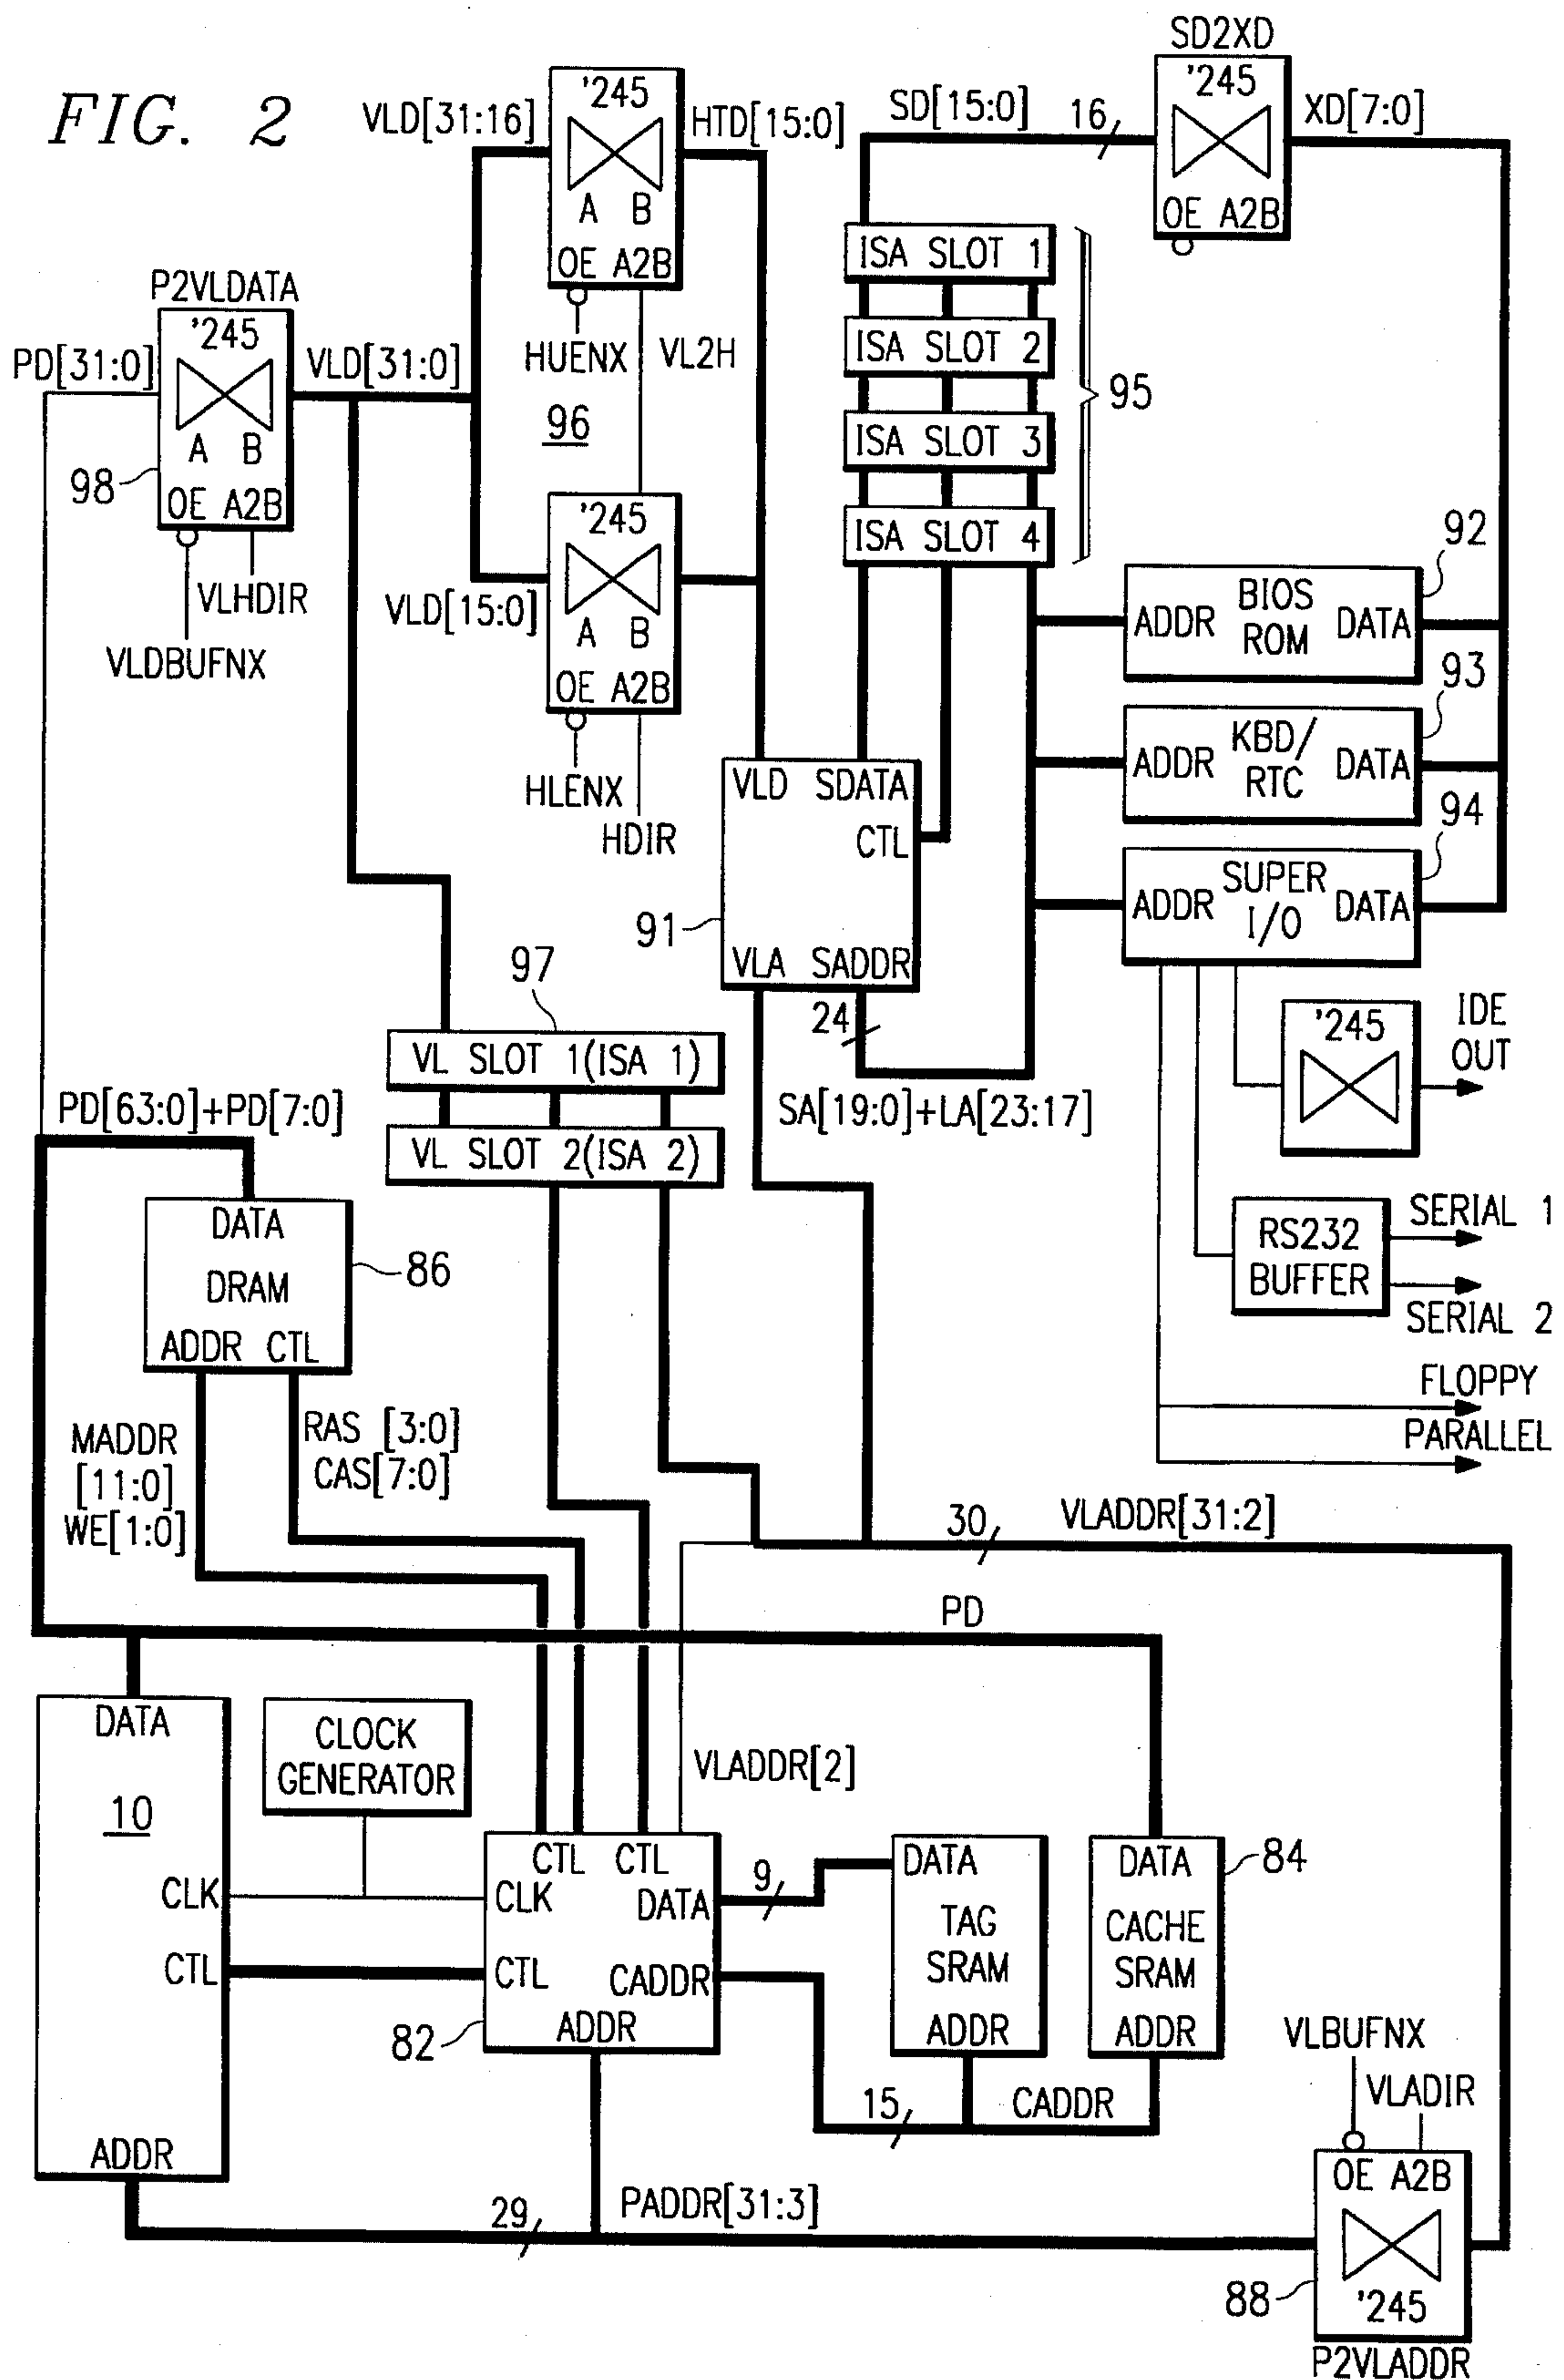 FIG. 2
SD2XD
'245
OE A2B
SD[15:0]
16
XD[7:0]
VLD[31:16]
'245
A B
OE A2B
HTD[15:0]
HUENX
VL2H
96
P2VLDATA
'245
A B
OE A2B
PD[31:0]
VLD[31:0]
98
VLHDIR
VLDBUFNX
VLD[15:0]
'245
A B
OE A2B
HLENX
HDIR
ISA SLOT 1
ISA SLOT 2
ISA SLOT 3
ISA SLOT 4
95
92
ADDR BIOS ROM DATA
93
ADDR KBD/ RTC DATA
94
ADDR SUPER I/O DATA
VLD SDATA
CTL
91
VLA SADDR
24
SA[19:0]+LA[23:17]
97
VL SLOT 1(ISA 1)
VL SLOT 2(ISA 2)
'245
IDE
OUT
RS232
BUFFER
SERIAL 1
SERIAL 2
FLOPPY
PARALLEL
PD[63:0]+PD[7:0]
DATA
DRAM
ADDR CTL
86
MADDR
[11:0]
WE[1:0]
RAS [3:0]
CAS[7:0]
30
VLADDR[31:2]
PD
DATA
10
CLK
CTL
ADDR
CLOCK
GENERATOR
VLADDR[2]
CTL CTL
CLK
DATA
CTL
CADDR
ADDR
82
9
DATA
TAG
SRAM
ADDR
DATA
CACHE
SRAM
ADDR
84
15
CADDR
29
PADDR[31:3]
VLBUFNX
VLADIR
OE A2B
'245
88
P2VLADDR